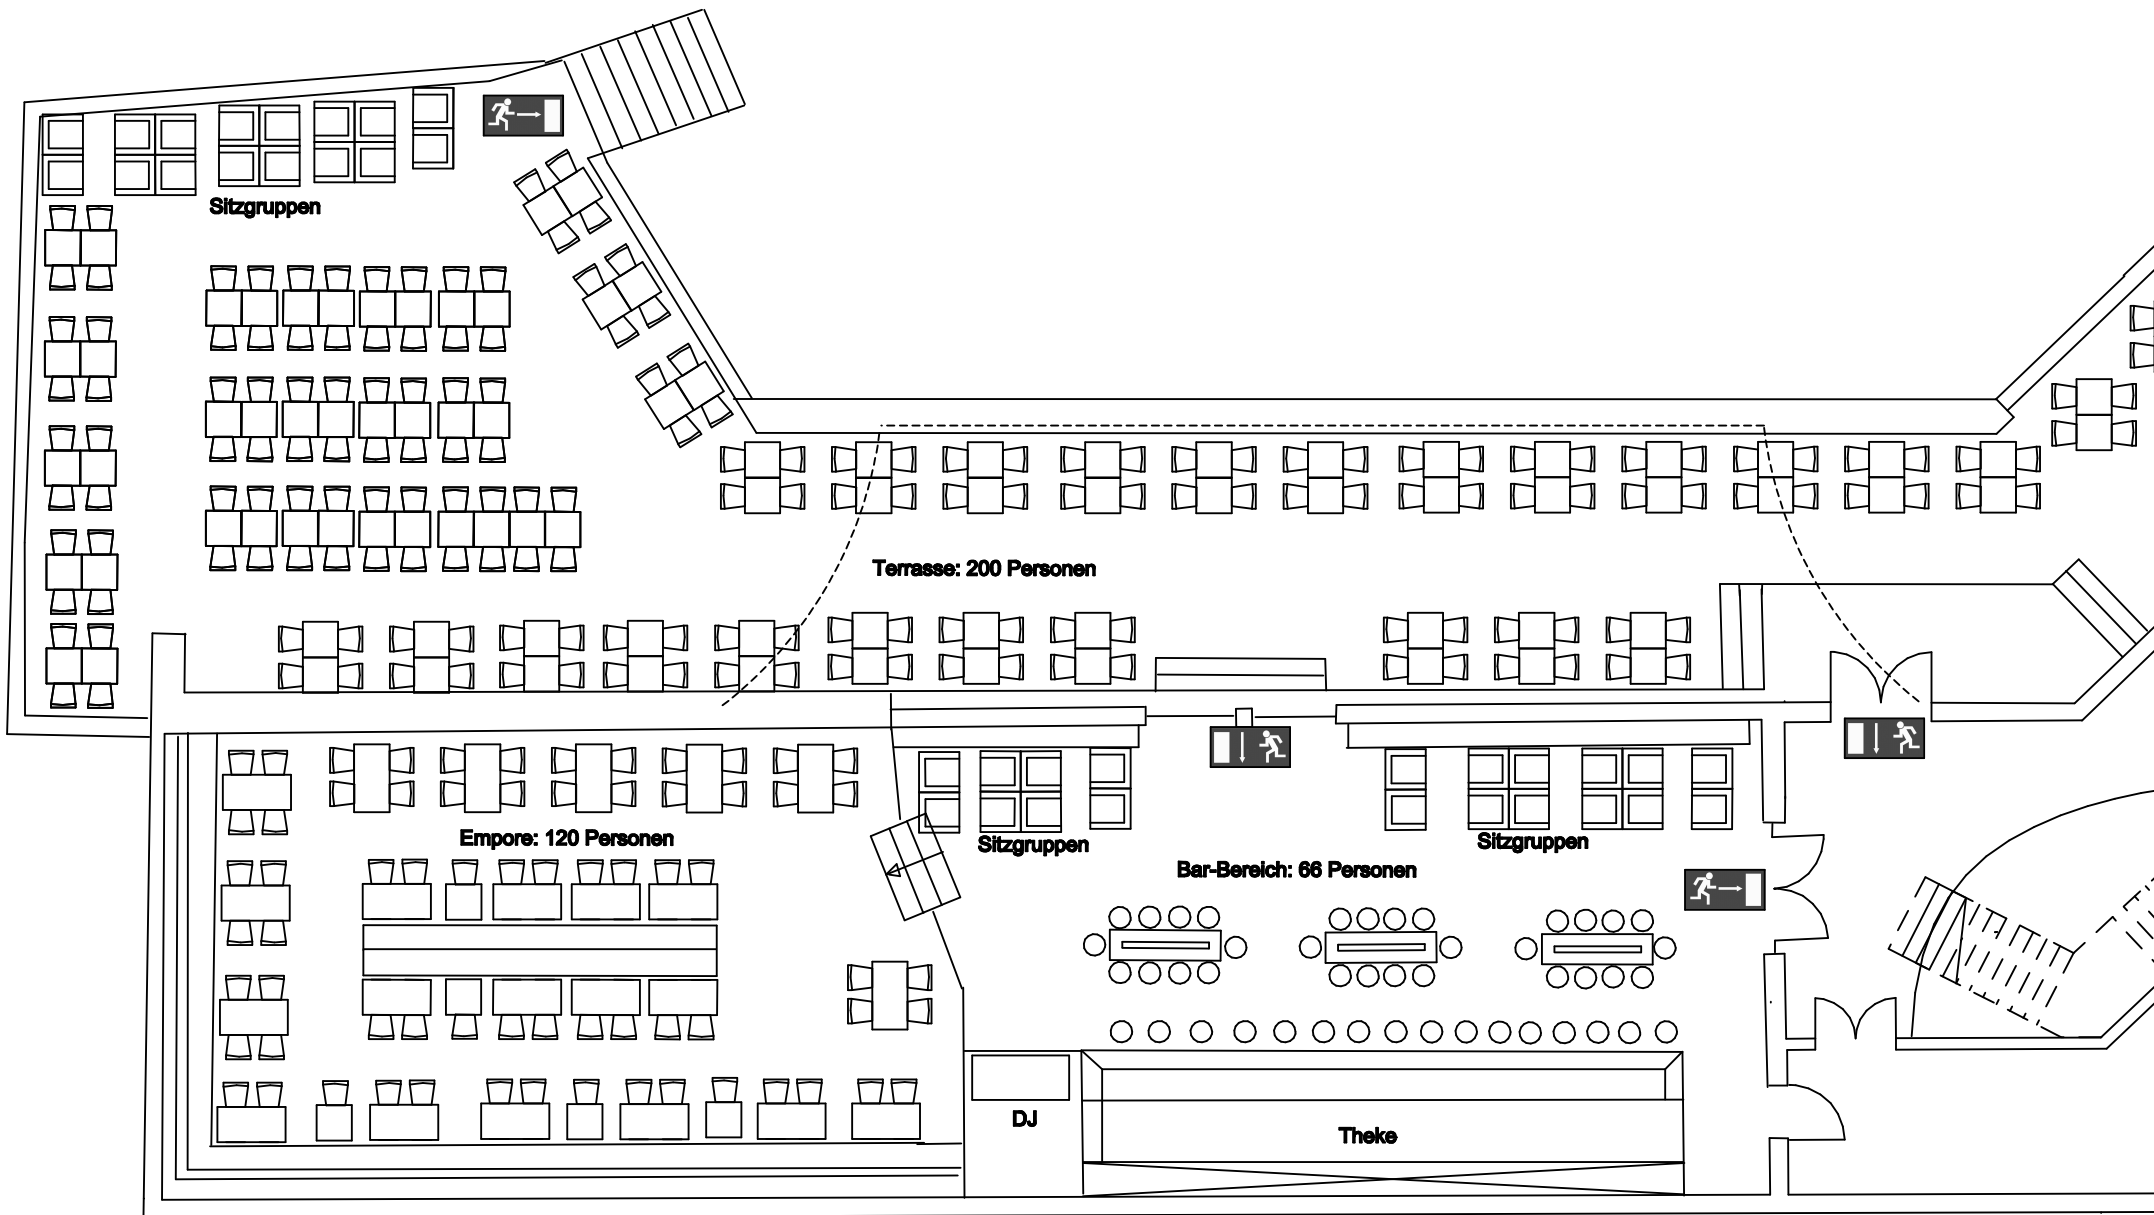 Sitzgruppen
Terrasse: 200 Personen
Empore: 120 Personen
Sitzgruppen
Sitzgruppen
Bar-Bereich: 66 Personen
DJ
Theke